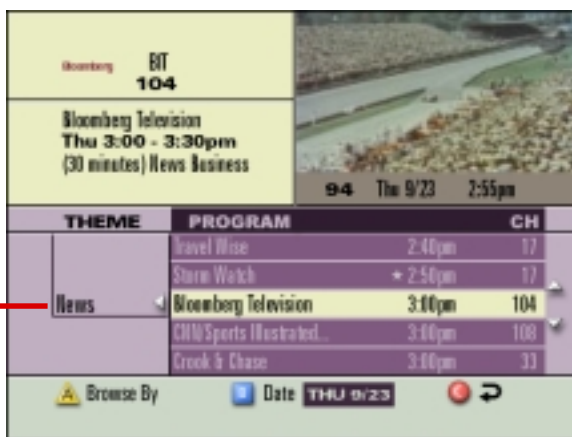 Bloomberg BIT
104
Bloomberg Television
Thu 3:00 - 3:30pm
(30 minutes) News Business
94 Thu 9/23 2:55pm
THEME PROGRAM CH
Travel Wise 2:40pm 17
Storm Watch ★ 2:50pm 17
News Bloomberg Television 3:00pm 104
CNN/Sports Illustrated... 3:00pm 108
Crook & Chase 3:00pm 33
A Browse By Date THU 9/23